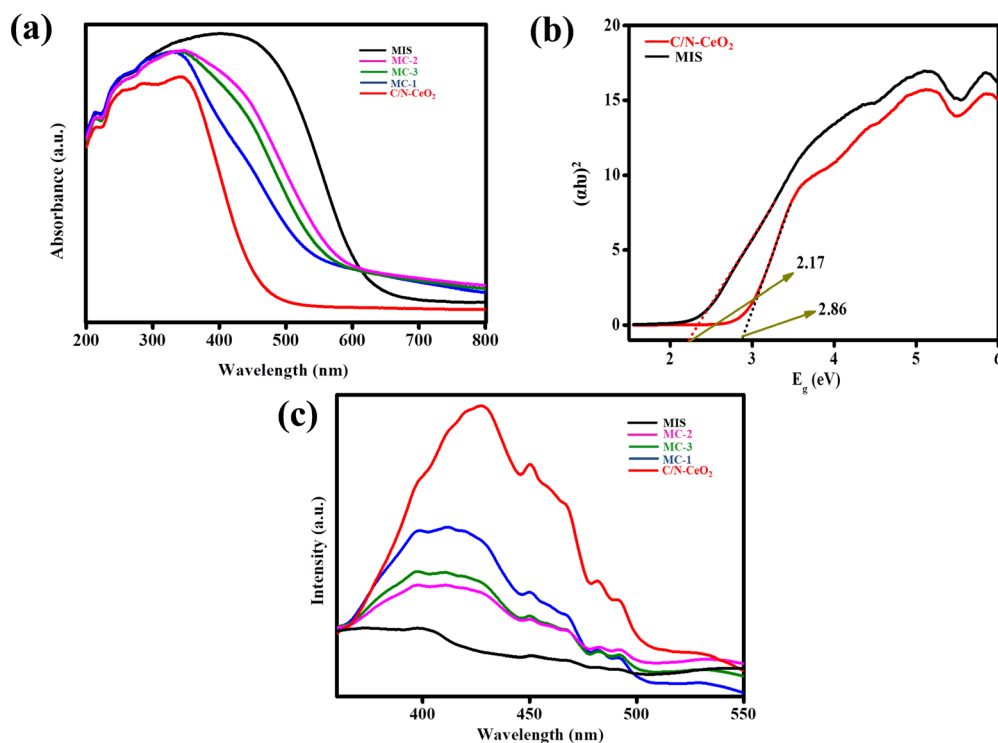 (a)
MIS
MC-2
MC-3
MC-1
C/N-CeO₂
Absorbance (a.u.)
200 300 400 500 600 700 800
Wavelength (nm)
(b)
C/N-CeO₂
MIS
20
15
10
5
0
(αhυ)²
2.17
2.86
2 3 4 5 6
E_g (eV)
(c)
MIS
MC-2
MC-3
MC-1
C/N-CeO₂
Intensity (a.u.)
400 450 500 550
Wavelength (nm)